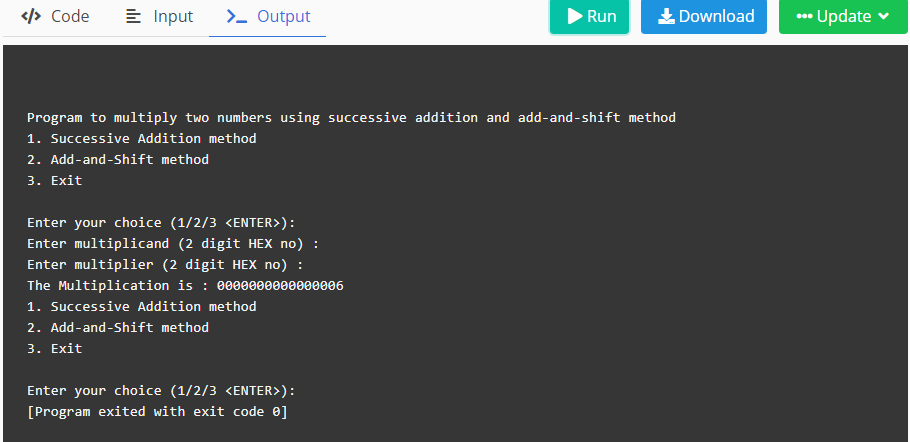 Code Input Output Run Download Update
Program to multiply two numbers using successive addition and add-and-shift method
1. Successive Addition method
2. Add-and-Shift method
3. Exit
Enter your choice (1/2/3 <ENTER>):
Enter multiplicand (2 digit HEX no) :
Enter multiplier (2 digit HEX no) :
The Multiplication is : 0000000000000006
1. Successive Addition method
2. Add-and-Shift method
3. Exit
Enter your choice (1/2/3 <ENTER>):
[Program exited with exit code 0]